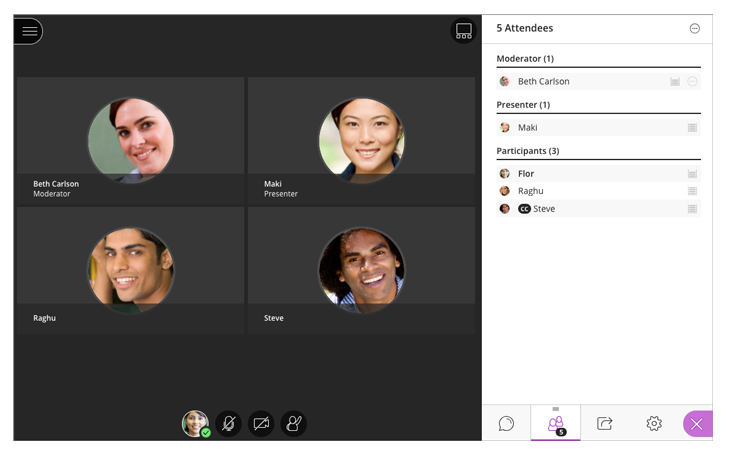 5 Attendees
Moderator (1)
Beth Carlson
Presenter (1)
Maki
Participants (3)
Flor
Raghu
CC Steve
Beth Carlson
Moderator
Maki
Presenter
Raghu
Steve
5